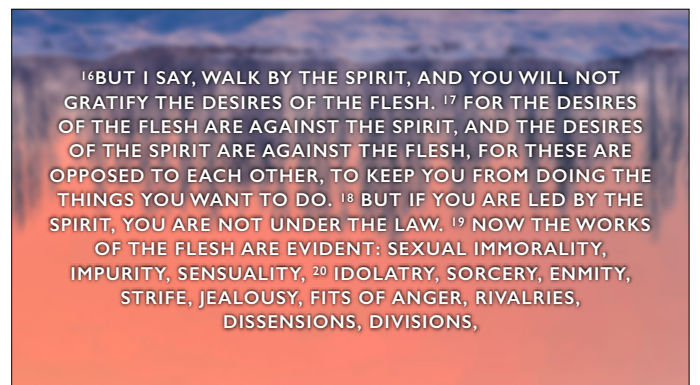 ¹⁶BUT I SAY, WALK BY THE SPIRIT, AND YOU WILL NOT
GRATIFY THE DESIRES OF THE FLESH. ¹⁷ FOR THE DESIRES
OF THE FLESH ARE AGAINST THE SPIRIT, AND THE DESIRES
OF THE SPIRIT ARE AGAINST THE FLESH, FOR THESE ARE
OPPOSED TO EACH OTHER, TO KEEP YOU FROM DOING THE
THINGS YOU WANT TO DO. ¹⁸ BUT IF YOU ARE LED BY THE
SPIRIT, YOU ARE NOT UNDER THE LAW. ¹⁹ NOW THE WORKS
OF THE FLESH ARE EVIDENT: SEXUAL IMMORALITY,
IMPURITY, SENSUALITY, ²⁰ IDOLATRY, SORCERY, ENMITY,
STRIFE, JEALOUSY, FITS OF ANGER, RIVALRIES,
DISSENSIONS, DIVISIONS,